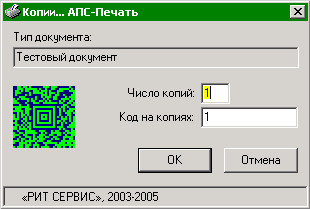 Копии... АПС-Печать
Тип документа:
Тестовый документ
Число копий: 1
Код на копиях: 1
OK Отмена
«РИТ СЕРВИС», 2003-2005